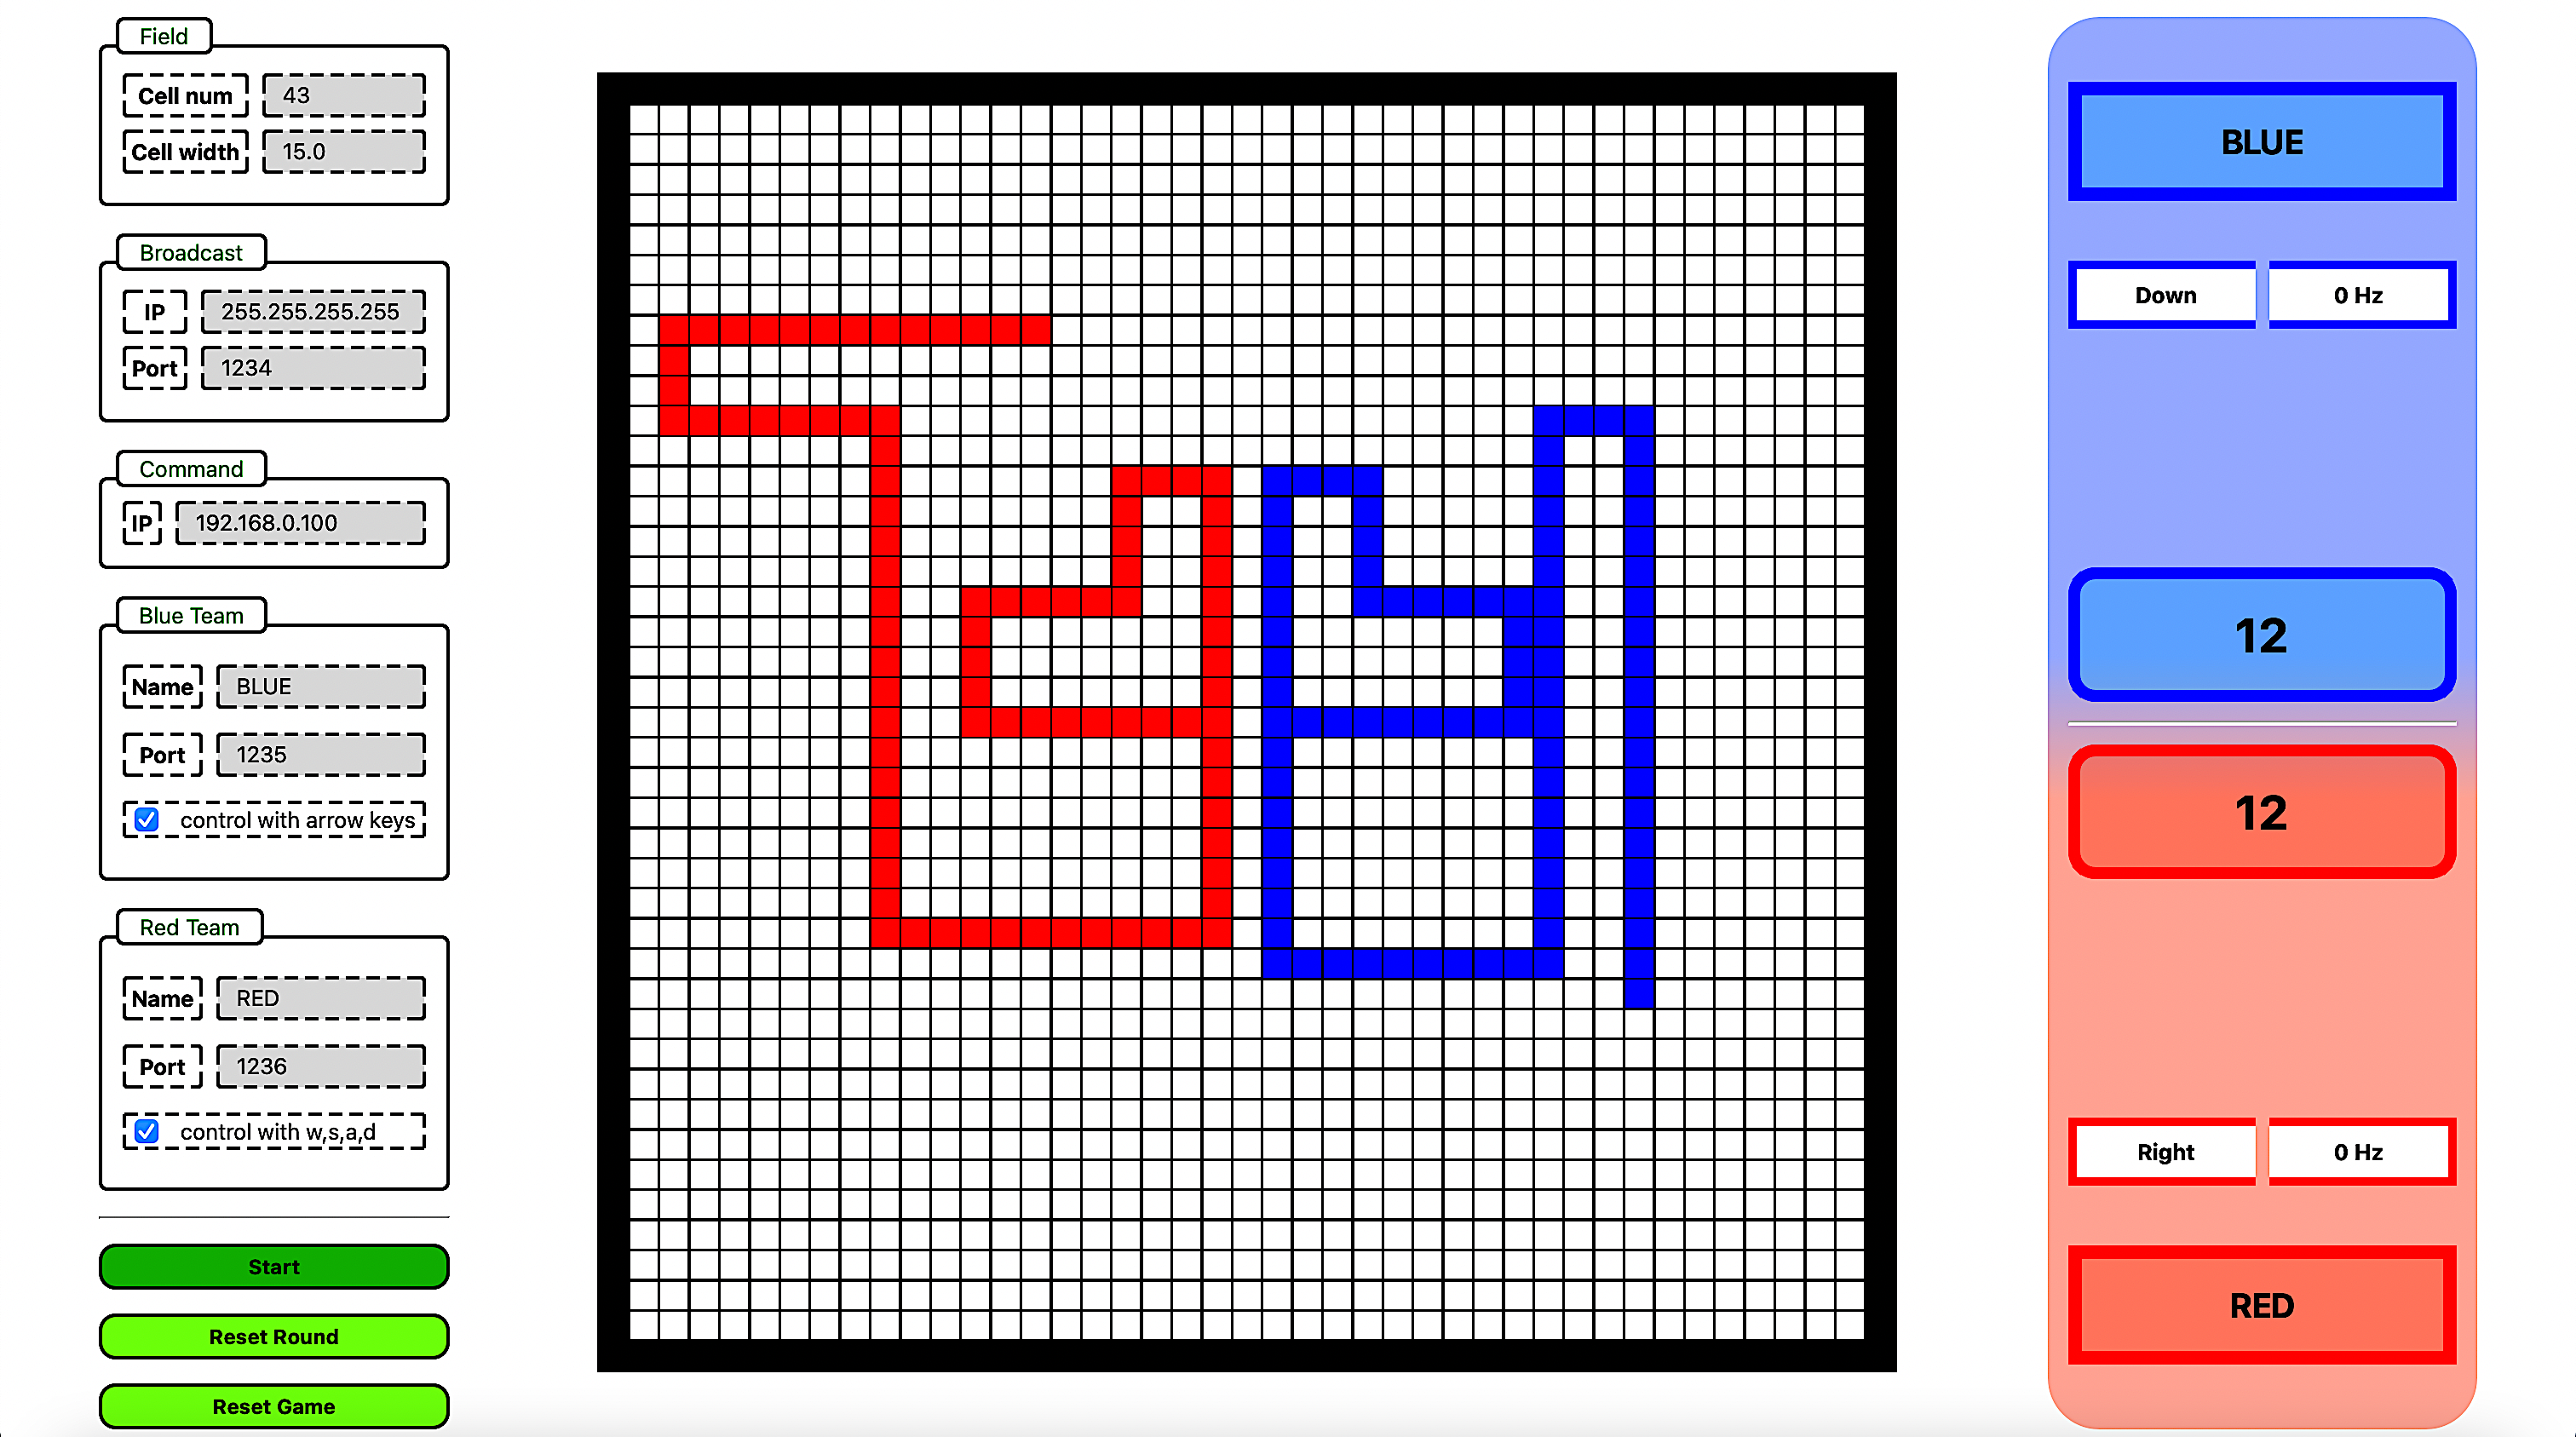 Field
Cell num 43
Cell width 15.0
Broadcast
IP 255.255.255.255
Port 1234
Command
IP 192.168.0.100
Blue Team
Name BLUE
Port 1235
control with arrow keys
Red Team
Name RED
Port 1236
control with w,s,a,d
Start
Reset Round
Reset Game
BLUE
Down 0 Hz
12
12
Right 0 Hz
RED